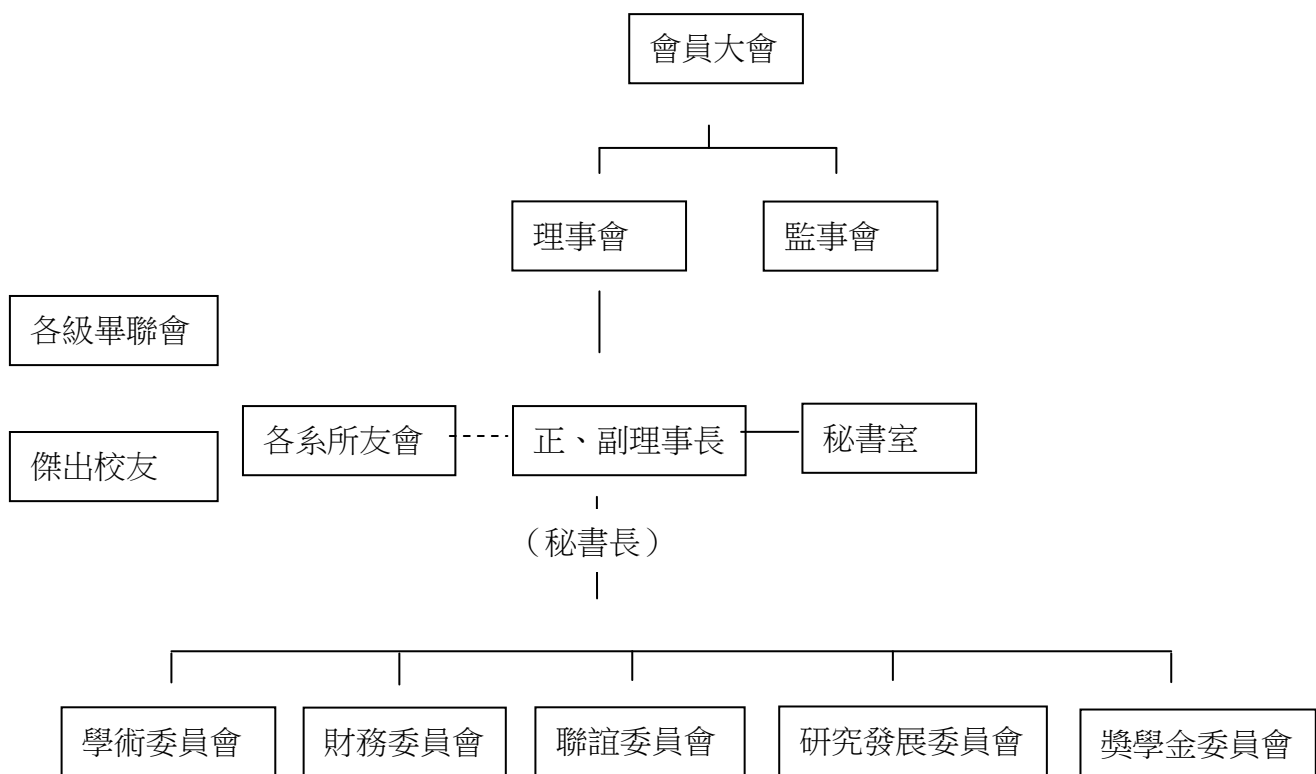 會員大會
理事會
監事會
各級畢聯會
各系所友會
正、副理事長
秘書室
傑出校友
（秘書長）
學術委員會
財務委員會
聯誼委員會
研究發展委員會
獎學金委員會